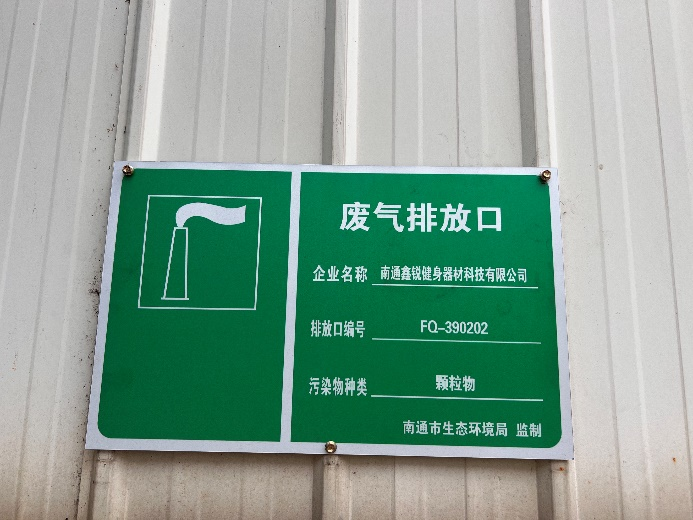 废气排放口
企业名称 南通鑫锐健身器材科技有限公司
排放口编号 FQ-390202
污染物种类 颗粒物
南通市生态环境局 监制